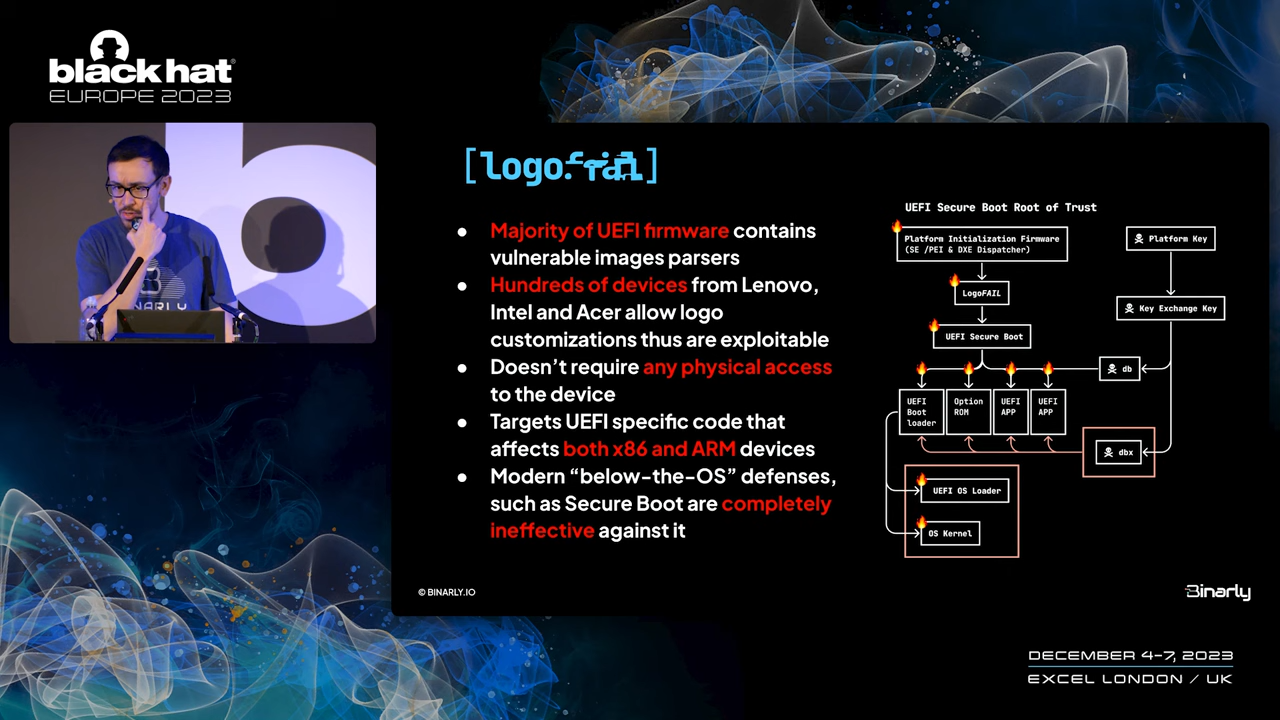 black hat
EUROPE 2023
BINARLY
[logofail]
● Majority of UEFI firmware contains
vulnerable images parsers
● Hundreds of devices from Lenovo,
Intel and Acer allow logo
customizations thus are exploitable
● Doesn’t require any physical access
to the device
● Targets UEFI specific code that
affects both x86 and ARM devices
● Modern “below-the-OS” defenses,
such as Secure Boot are completely
ineffective against it
UEFI Secure Boot Root of Trust
Platform Initialization Firmware
(SE /PEI & DXE Dispatcher)
Platform Key
LogoFAIL
Key Exchange Key
UEFI Secure Boot
db
UEFI
Boot
loader
Option
ROM
UEFI
APP
UEFI
APP
dbx
UEFI OS Loader
OS Kernel
© BINARLY.IO
Binarly
DECEMBER 4-7, 2023
EXCEL LONDON / UK